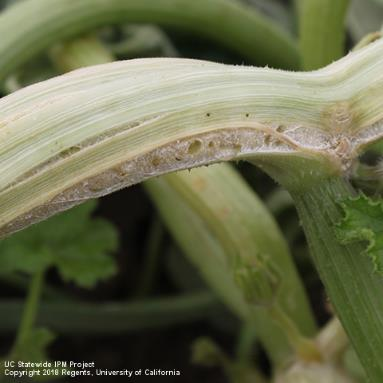 UC Statewide IPM Project
Copyright 2018 Regents, University of California